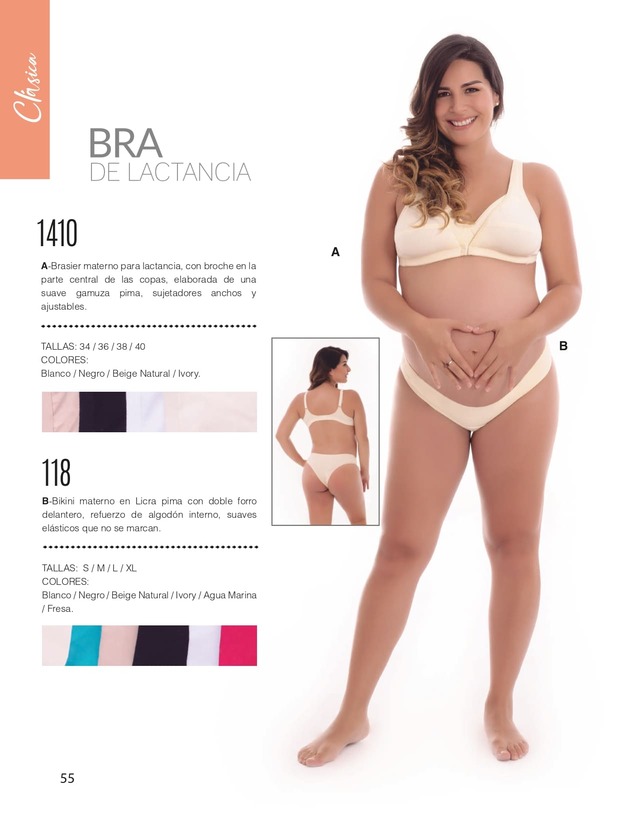 Clásica
BRA
DE LACTANCIA
1410
A-Brasier materno para lactancia, con broche en la
parte central de las copas, elaborada de una
suave gamuza pima, sujetadores anchos y
ajustables.
TALLAS: 34 / 36 / 38 / 40
COLORES:
Blanco / Negro / Beige Natural / Ivory.
118
B-Bikini materno en Licra pima con doble forro
delantero, refuerzo de algodón interno, suaves
elásticos que no se marcan.
TALLAS: S / M / L / XL
COLORES:
Blanco / Negro / Beige Natural / Ivory / Agua Marina
/ Fresa.
A
B
55